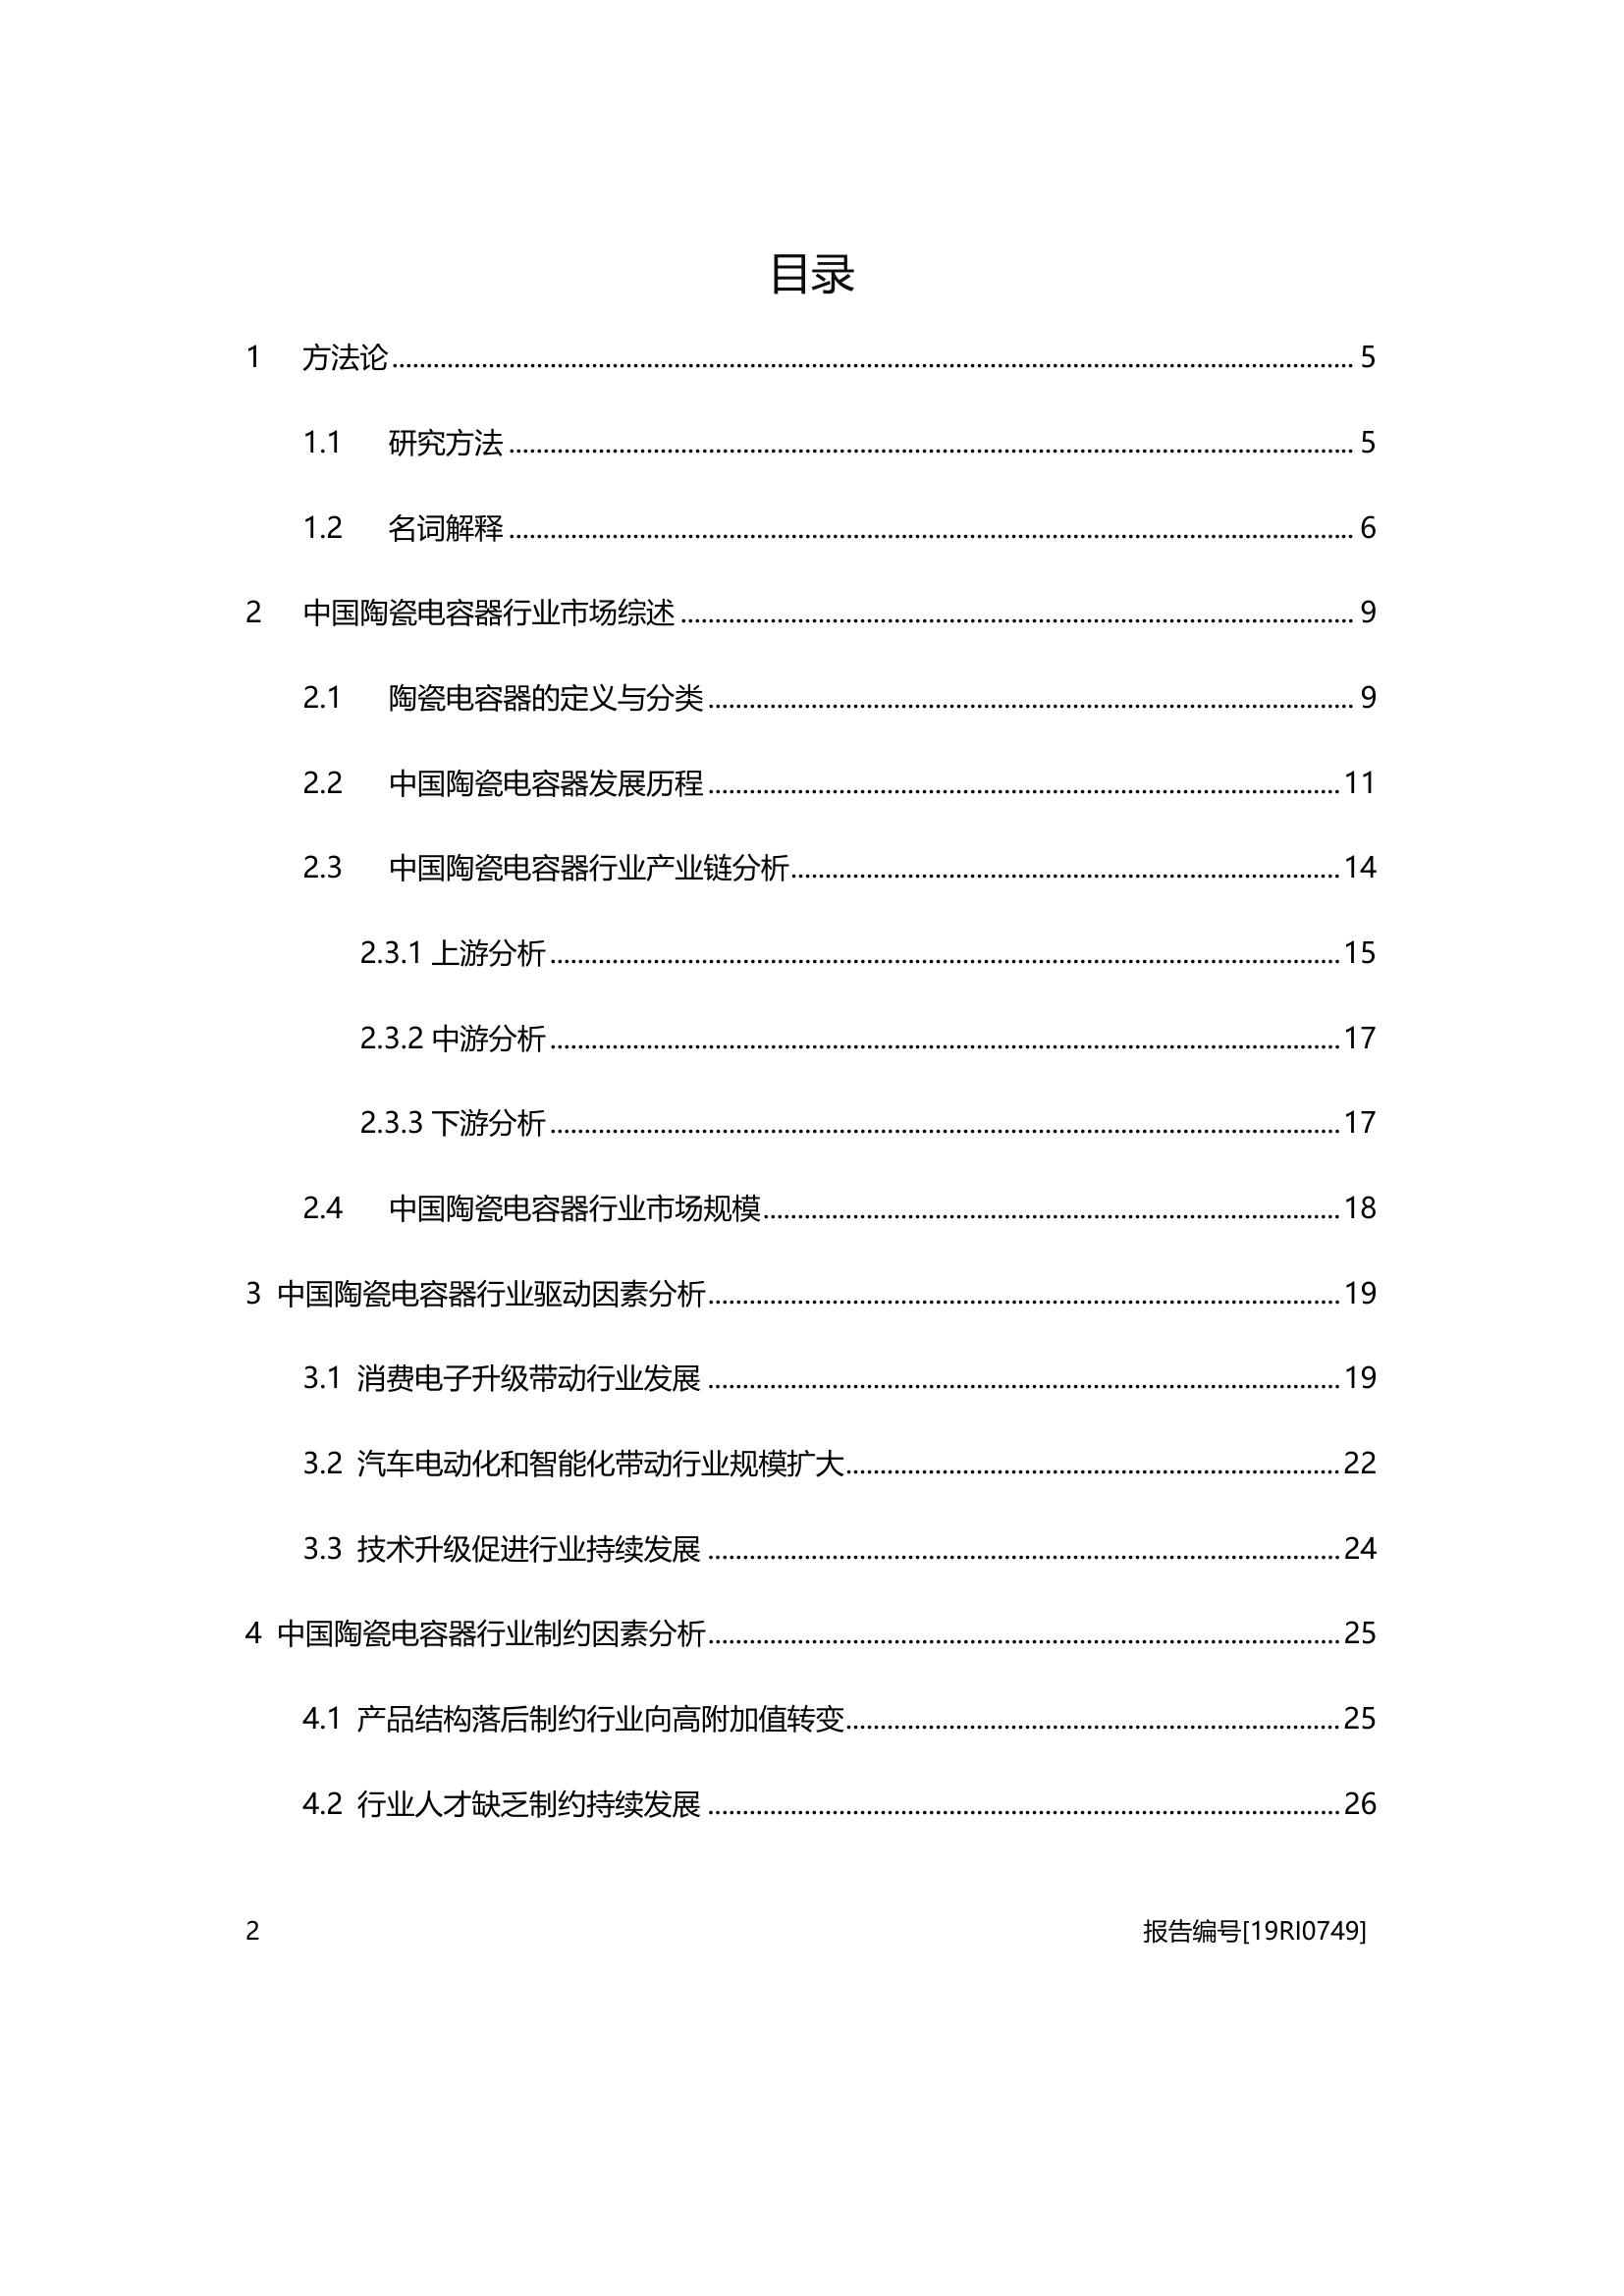 目录
1 方法论 5
1.1 研究方法 5
1.2 名词解释 6
2 中国陶瓷电容器行业市场综述 9
2.1 陶瓷电容器的定义与分类 9
2.2 中国陶瓷电容器发展历程 11
2.3 中国陶瓷电容器行业产业链分析 14
2.3.1 上游分析 15
2.3.2 中游分析 17
2.3.3 下游分析 17
2.4 中国陶瓷电容器行业市场规模 18
3 中国陶瓷电容器行业驱动因素分析 19
3.1 消费电子升级带动行业发展 19
3.2 汽车电动化和智能化带动行业规模扩大 22
3.3 技术升级促进行业持续发展 24
4 中国陶瓷电容器行业制约因素分析 25
4.1 产品结构落后制约行业向高附加值转变 25
4.2 行业人才缺乏制约持续发展 26
2 报告编号[19RI0749]